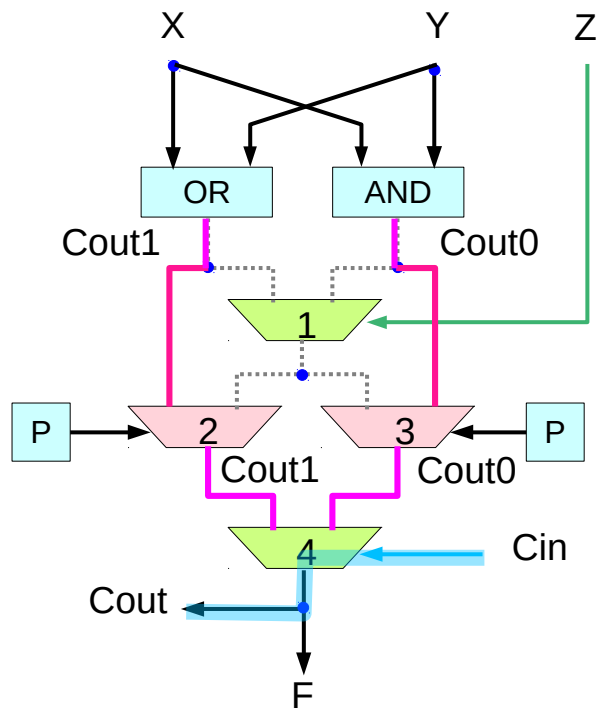 X Y Z
OR AND
Cout1 Cout0
1
P 2 3 P
Cout1 Cout0
4 Cin
Cout
F